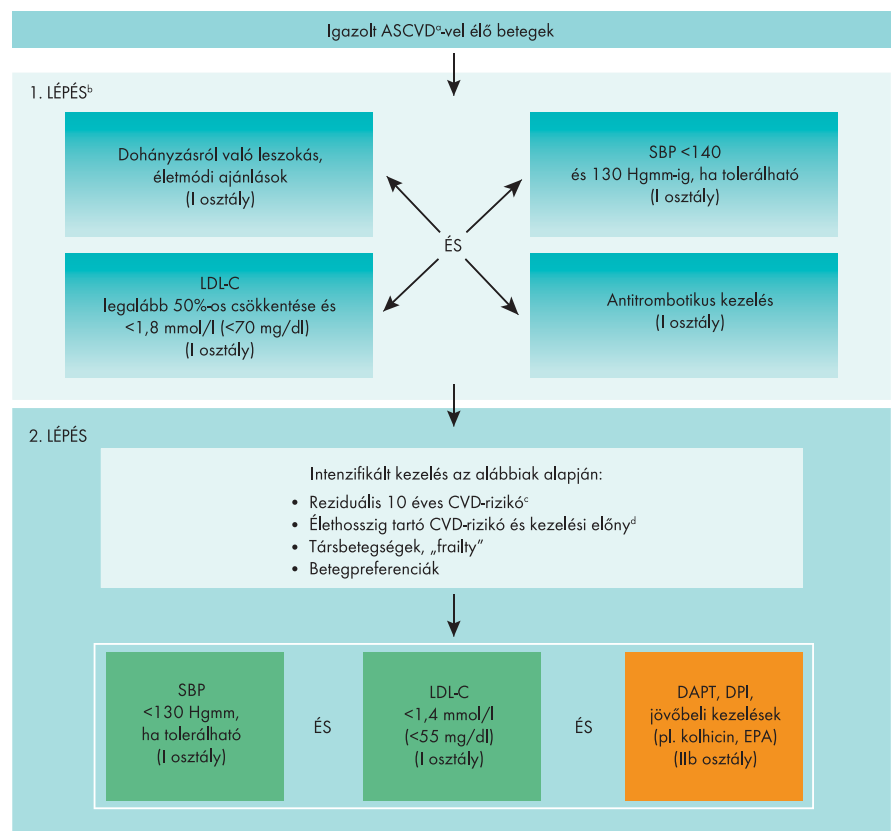 Igazolt ASCVDᵃ-vel élő betegek
1. LÉPÉSᵇ
Dohányzásról való leszokás,
életmódi ajánlások
(I osztály)
SBP <140
és 130 Hgmm-ig, ha tolerálható
(I osztály)
ÉS
LDL-C
legalább 50%-os csökkentése és
<1,8 mmol/l (<70 mg/dl)
(I osztály)
Antitrombotikus kezelés
(I osztály)
2. LÉPÉS
Intenzifikált kezelés az alábbiak alapján:
• Reziduális 10 éves CVD-rizikóᶜ
• Élethosszig tartó CVD-rizikó és kezelési előnyᵈ
• Társbetegségek, „frailty”
• Betegpreferenciák
SBP
<130 Hgmm,
ha tolerálható
(I osztály)
ÉS
LDL-C
<1,4 mmol/l
(<55 mg/dl)
(I osztály)
ÉS
DAPT, DPI,
jövőbeli kezelések
(pl. kolhicin, EPA)
(IIb osztály)